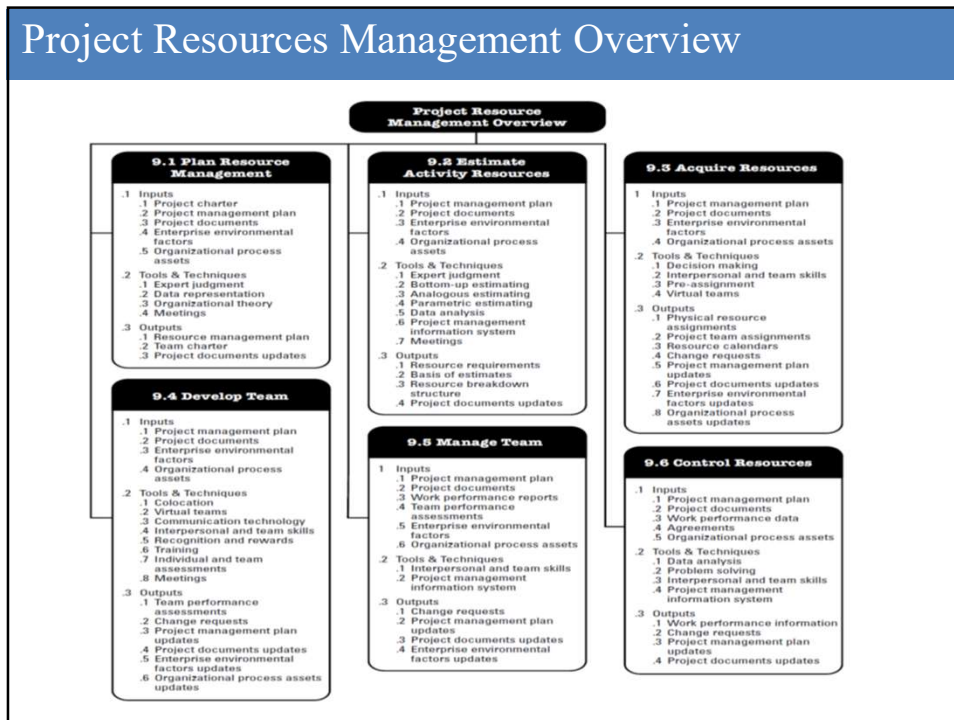 Project Resources Management Overview
Project Resource
Management Overview
9.1 Plan Resource
Management
.1 Inputs
.1 Project charter
.2 Project management plan
.3 Project documents
.4 Enterprise environmental
factors
.5 Organizational process
assets
.2 Tools & Techniques
.1 Expert judgment
.2 Data representation
.3 Organizational theory
.4 Meetings
.3 Outputs
.1 Resource management plan
.2 Team charter
.3 Project documents updates
9.2 Estimate
Activity Resources
.1 Inputs
.1 Project management plan
.2 Project documents
.3 Enterprise environmental
factors
.4 Organizational process
assets
.2 Tools & Techniques
.1 Expert judgment
.2 Bottom-up estimating
.3 Analogous estimating
.4 Parametric estimating
.5 Data analysis
.6 Project management
information system
.7 Meetings
.3 Outputs
.1 Resource requirements
.2 Basis of estimates
.3 Resource breakdown
structure
.4 Project documents updates
9.3 Acquire Resources
1 Inputs
.1 Project management plan
.2 Project documents
.3 Enterprise environmental
factors
.4 Organizational process assets
.2 Tools & Techniques
.1 Decision making
.2 Interpersonal and team skills
.3 Pre-assignment
.4 Virtual teams
.3 Outputs
.1 Physical resource
assignments
.2 Project team assignments
.3 Resource calendars
.4 Change requests
.5 Project management plan
updates
.6 Project documents updates
.7 Enterprise environmental
factors updates
.8 Organizational process
assets updates
9.4 Develop Team
.1 Inputs
.1 Project management plan
.2 Project documents
.3 Enterprise environmental
factors
.4 Organizational process
assets
.2 Tools & Techniques
.1 Colocation
.2 Virtual teams
.3 Communication technology
.4 Interpersonal and team skills
.5 Recognition and rewards
.6 Training
.7 Individual and team
assessments
.8 Meetings
.3 Outputs
.1 Team performance
assessments
.2 Change requests
.3 Project management plan
updates
.4 Project documents updates
.5 Enterprise environmental
factors updates
.6 Organizational process assets
updates
9.5 Manage Team
1 Inputs
.1 Project management plan
.2 Project documents
.3 Work performance reports
.4 Team performance
assessments
.5 Enterprise environmental
factors
.6 Organizational process assets
.2 Tools & Techniques
.1 Interpersonal and team skills
.2 Project management
information system
.3 Outputs
.1 Change requests
.2 Project management plan
updates
.3 Project documents updates
.4 Enterprise environmental
factors updates
9.6 Control Resources
.1 Inputs
.1 Project management plan
.2 Project documents
.3 Work performance data
.4 Agreements
.5 Organizational process assets
.2 Tools & Techniques
.1 Data analysis
.2 Problem solving
.3 Interpersonal and team skills
.4 Project management
information system
.3 Outputs
.1 Work performance information
.2 Change requests
.3 Project management plan
updates
.4 Project documents updates